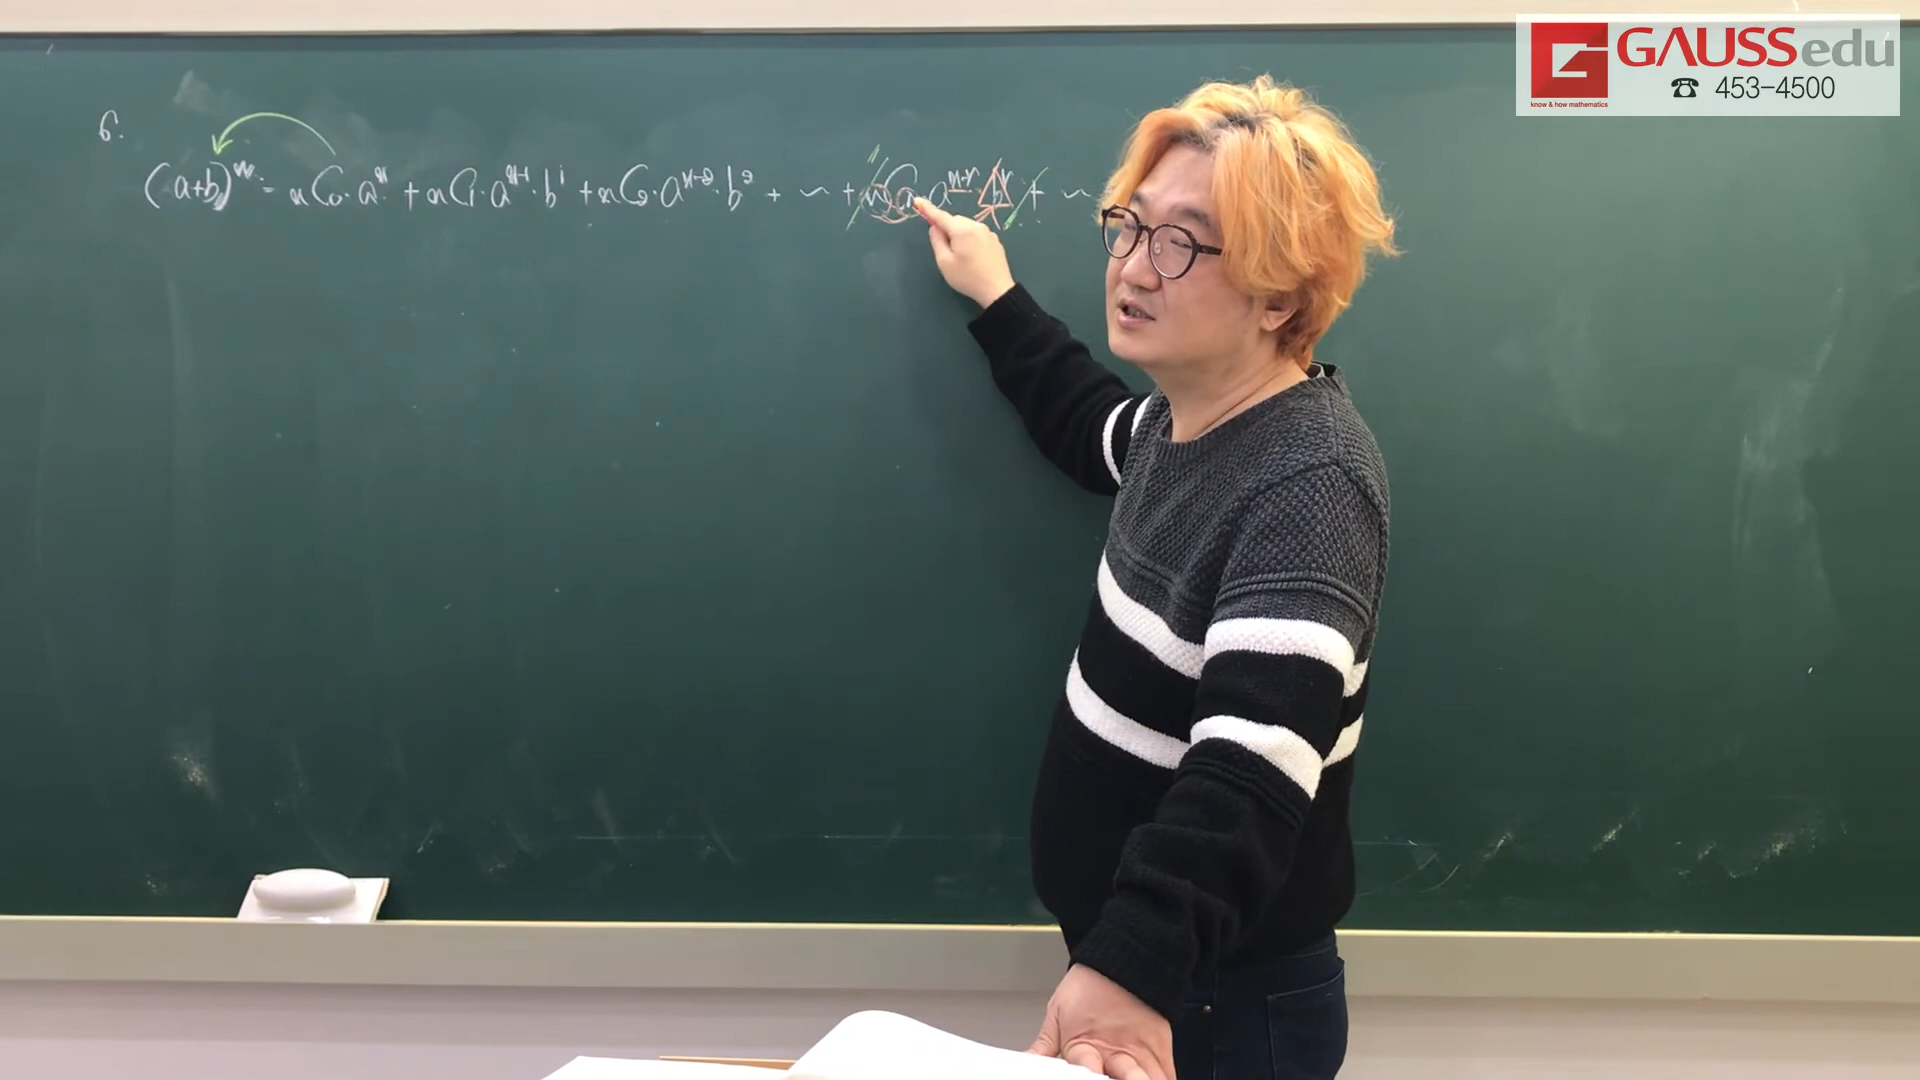 GAUSSedu
know & how mathematics
☎ 453-4500
6.
(a+b)ⁿ = nC₀·aⁿ + nC₁·aⁿ⁻¹·b¹ + nC₂·aⁿ⁻²·b² + ~ + nCᵣ aⁿ⁻ʳ bʳ + ~